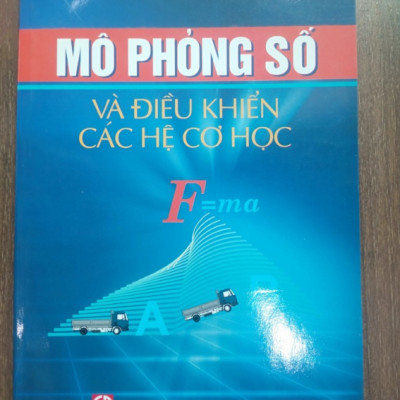 MÔ PHỎNG SỐ
VÀ ĐIỀU KHIỂN
CÁC HỆ CƠ HỌC
F=ma
A
B